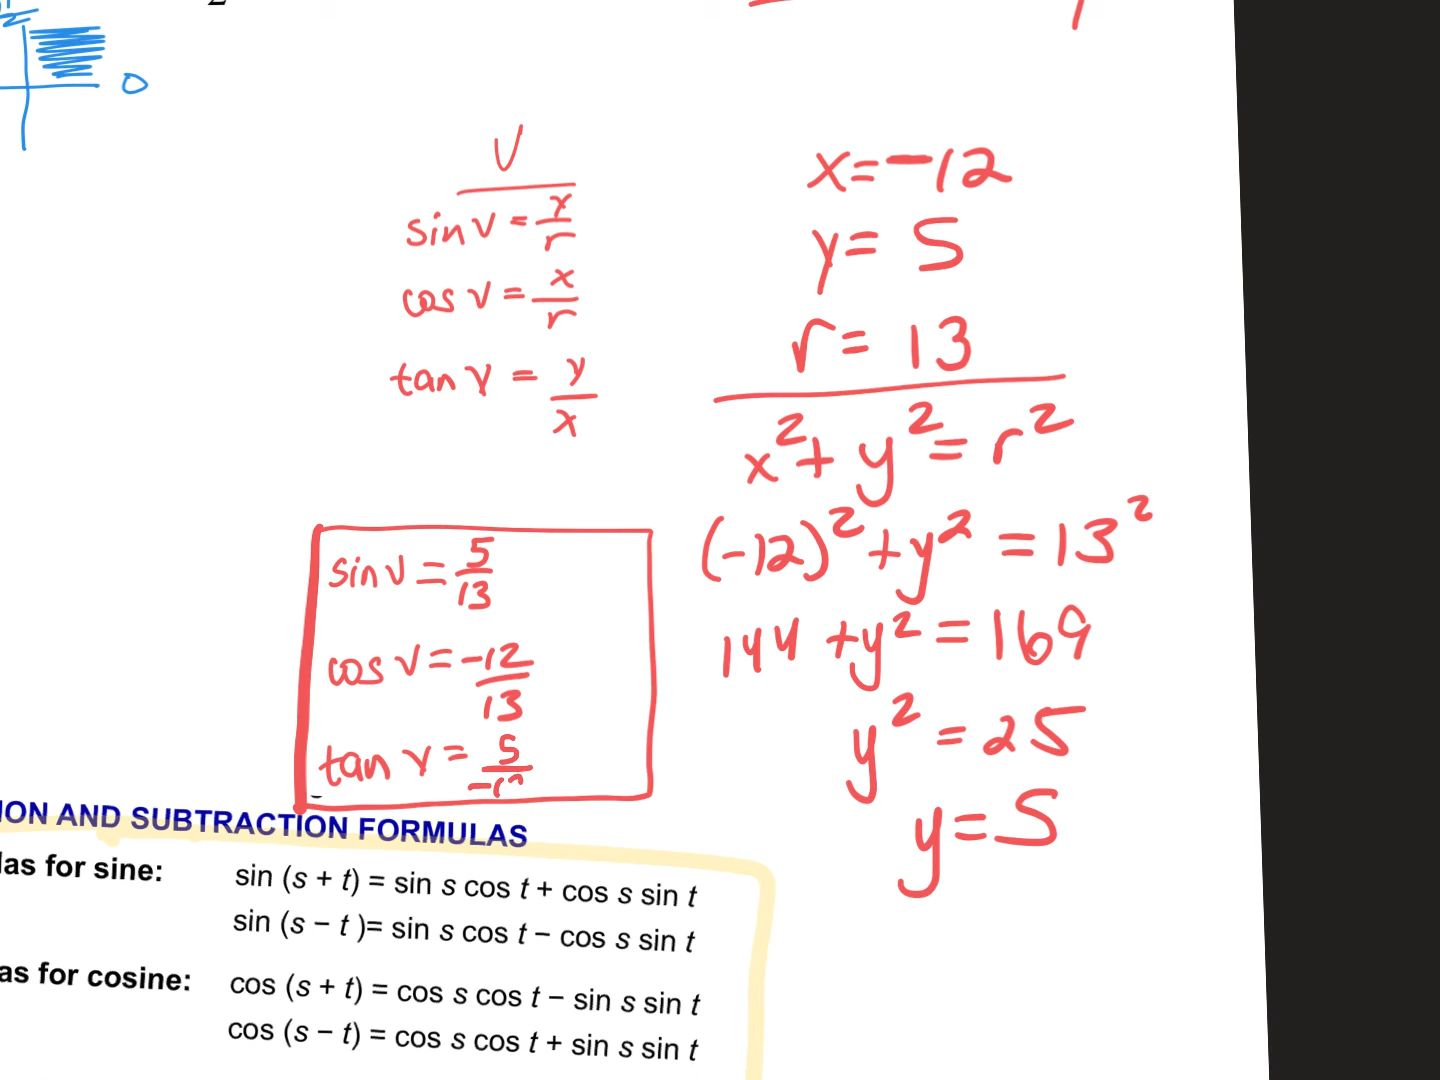 0
V
sin V = y/r
cos V = x/r
tan V = y/x
x = -12
y = 5
r = 13
x² + y² = r²
(-12)² + y² = 13²
144 + y² = 169
y² = 25
y = 5
sin V = 5/13
cos V = -12/13
tan V = 5/-12
ION AND SUBTRACTION FORMULAS
las for sine: sin (s + t) = sin s cos t + cos s sin t
sin (s − t )= sin s cos t − cos s sin t
as for cosine: cos (s + t) = cos s cos t − sin s sin t
cos (s − t) = cos s cos t + sin s sin t